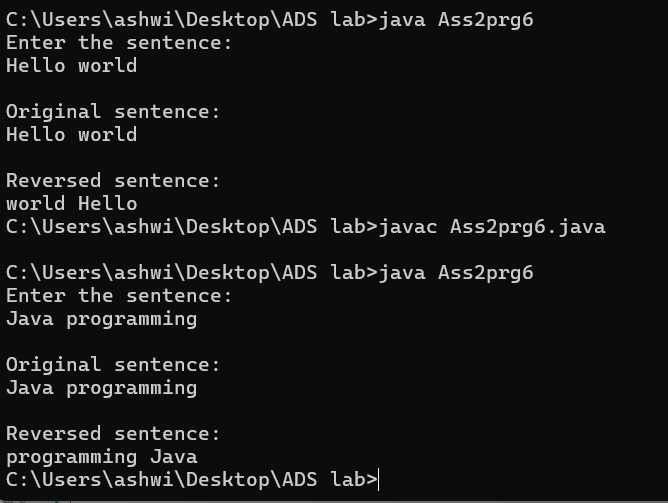 C:\Users\ashwi\Desktop\ADS lab>java Ass2prg6
Enter the sentence:
Hello world

Original sentence:
Hello world

Reversed sentence:
world Hello
C:\Users\ashwi\Desktop\ADS lab>javac Ass2prg6.java

C:\Users\ashwi\Desktop\ADS lab>java Ass2prg6
Enter the sentence:
Java programming

Original sentence:
Java programming

Reversed sentence:
programming Java
C:\Users\ashwi\Desktop\ADS lab>